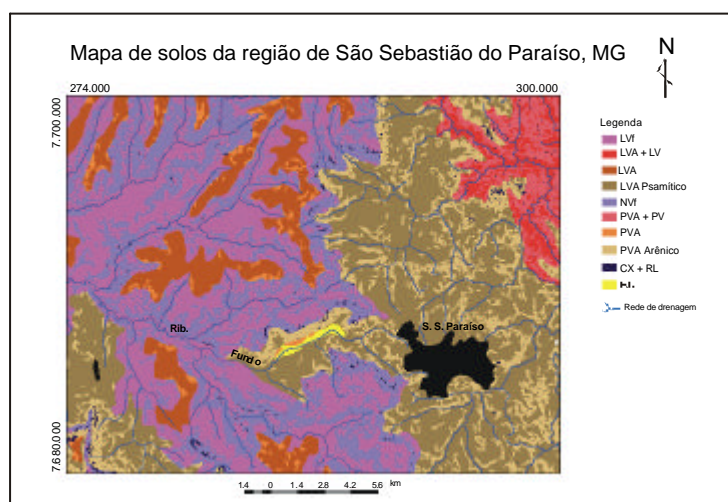 Mapa de solos da região de São Sebastião do Paraíso, MG
N
274.000
300.000
7.700.000
7.680.000
Legenda
LVf
LVA + LV
LVA
LVA Psamítico
NVf
PVA + PV
PVA
PVA Arênico
CX + RL
Rede de drenagem
Rib.
Fundo
S. S. Paraíso
1.4 0 1.4 2.8 4.2 5.6
km